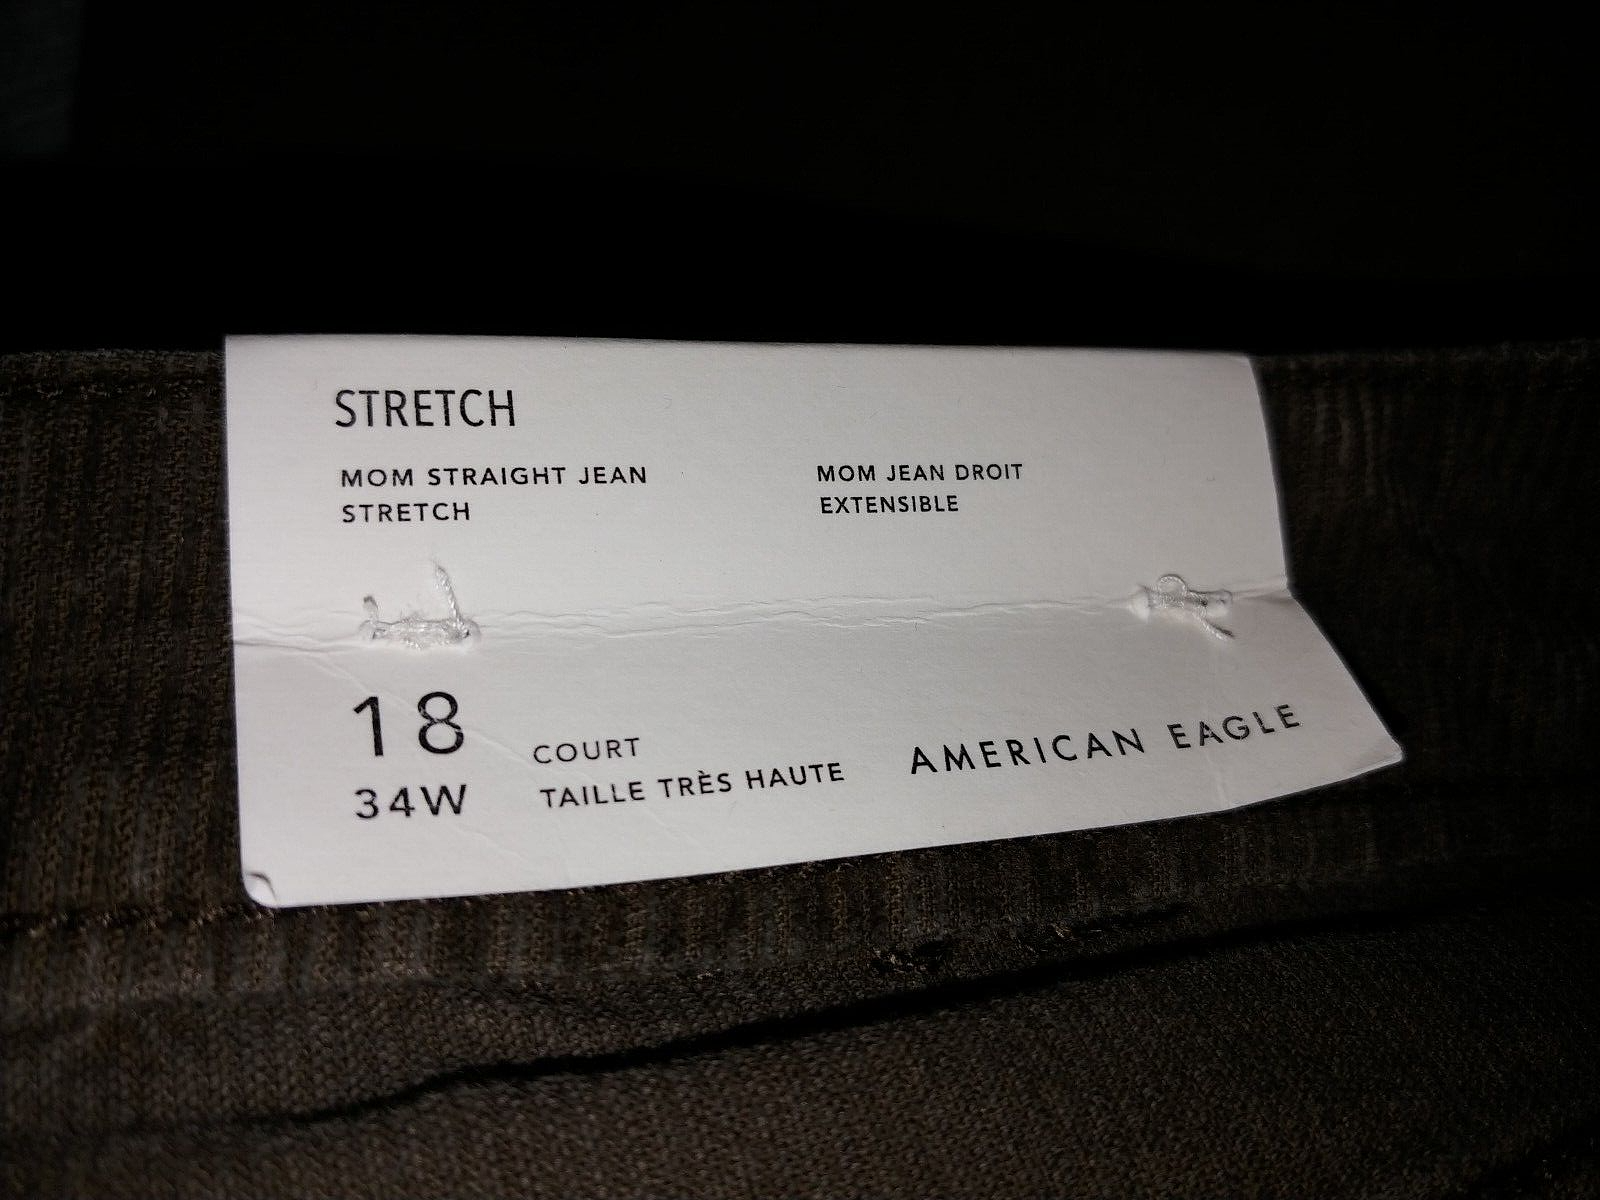 STRETCH
MOM STRAIGHT JEAN
STRETCH
MOM JEAN DROIT
EXTENSIBLE
18
34W
COURT
TAILLE TRÈS HAUTE
AMERICAN EAGLE